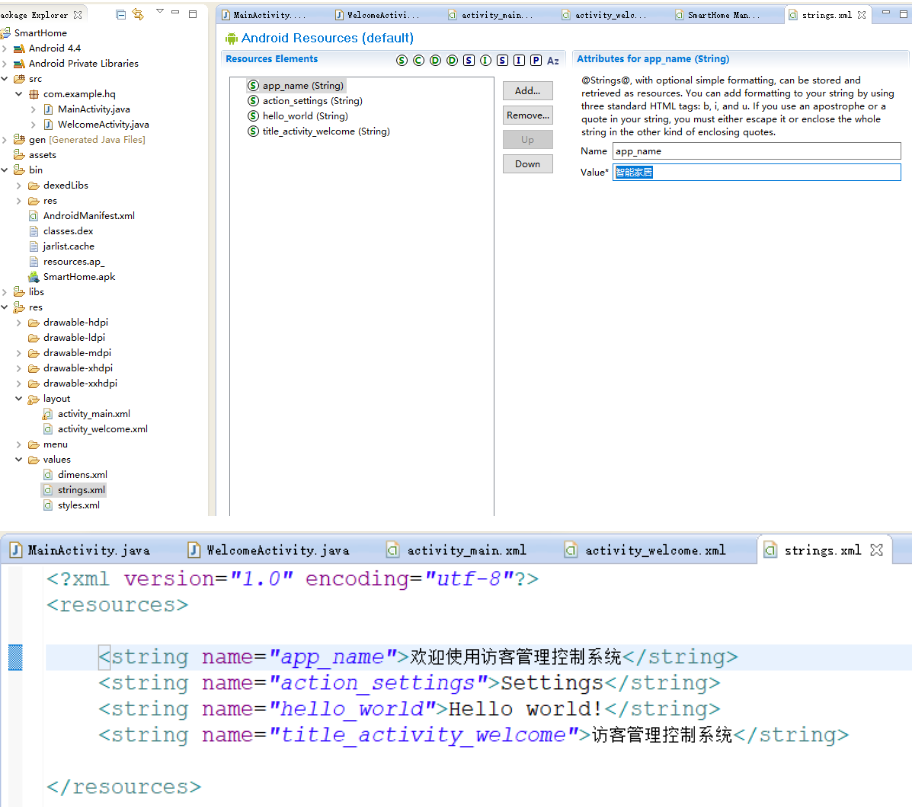 ackage Explorer
SmartHome
Android 4.4
Android Private Libraries
src
com.example.hq
MainActivity.java
WelcomeActivity.java
gen [Generated Java Files]
assets
bin
dexedLibs
res
AndroidManifest.xml
classes.dex
jarlist.cache
resources.ap_
SmartHome.apk
libs
res
drawable-hdpi
drawable-ldpi
drawable-mdpi
drawable-xhdpi
drawable-xxhdpi
layout
activity_main.xml
activity_welcome.xml
menu
values
dimens.xml
strings.xml
styles.xml
MainActivity.... WelcomeActivi... activity_main... activity_welc... SmartHome Man... strings.xml
Android Resources (default)
Resources Elements S C D D S I S I P Az
app_name (String)
action_settings (String)
hello_world (String)
title_activity_welcome (String)
Add...
Remove...
Up
Down
Attributes for app_name (String)
@Strings@, with optional simple formatting, can be stored and
retrieved as resources. You can add formatting to your string by using
three standard HTML tags: b, i, and u. If you use an apostrophe or a
quote in your string, you must either escape it or enclose the whole
string in the other kind of enclosing quotes.
Name app_name
Value* 智能家居
MainActivity.java WelcomeActivity.java activity_main.xml activity_welcome.xml strings.xml
<?xml version="1.0" encoding="utf-8"?>
<resources>
<string name="app_name">欢迎使用访客管理控制系统</string>
<string name="action_settings">Settings</string>
<string name="hello_world">Hello world!</string>
<string name="title_activity_welcome">访客管理控制系统</string>
</resources>